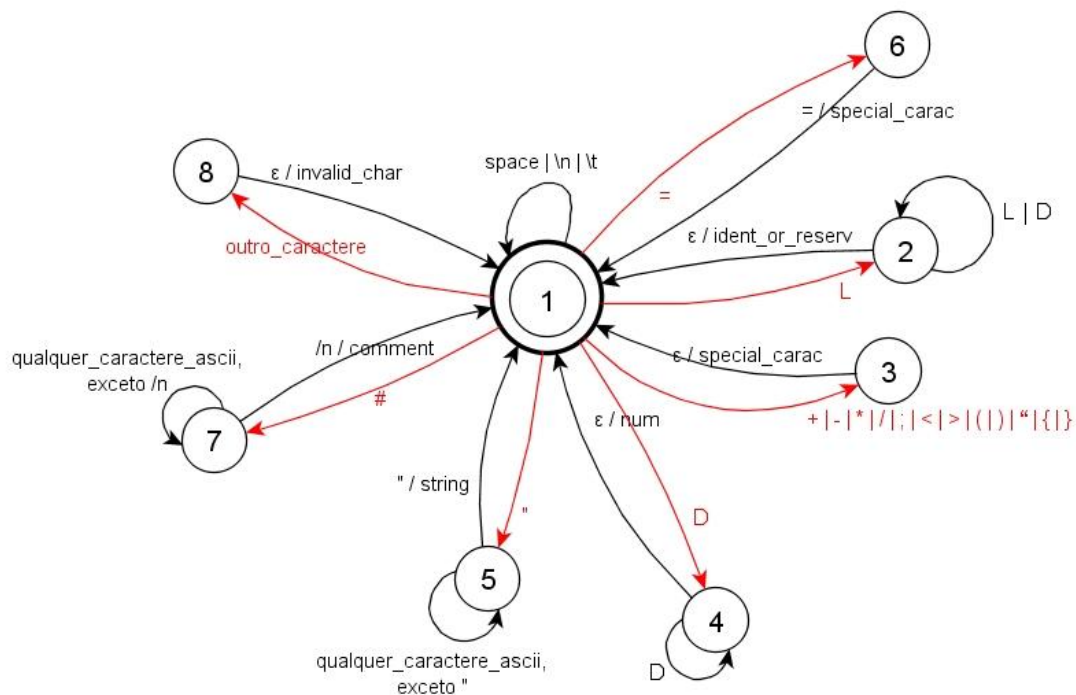 6
= / special_carac
8
ε / invalid_char
space | \n | \t
=
L | D
ε / ident_or_reserv
2
outro_caractere
1
L
/n / comment
ε / special_carac
3
qualquer_caractere_ascii,
exceto /n
#
7
ε / num
+ | - | * | / | ; | < | > | ( | ) | “ | { | }
" / string
"
D
5
4
qualquer_caractere_ascii,
exceto "
D